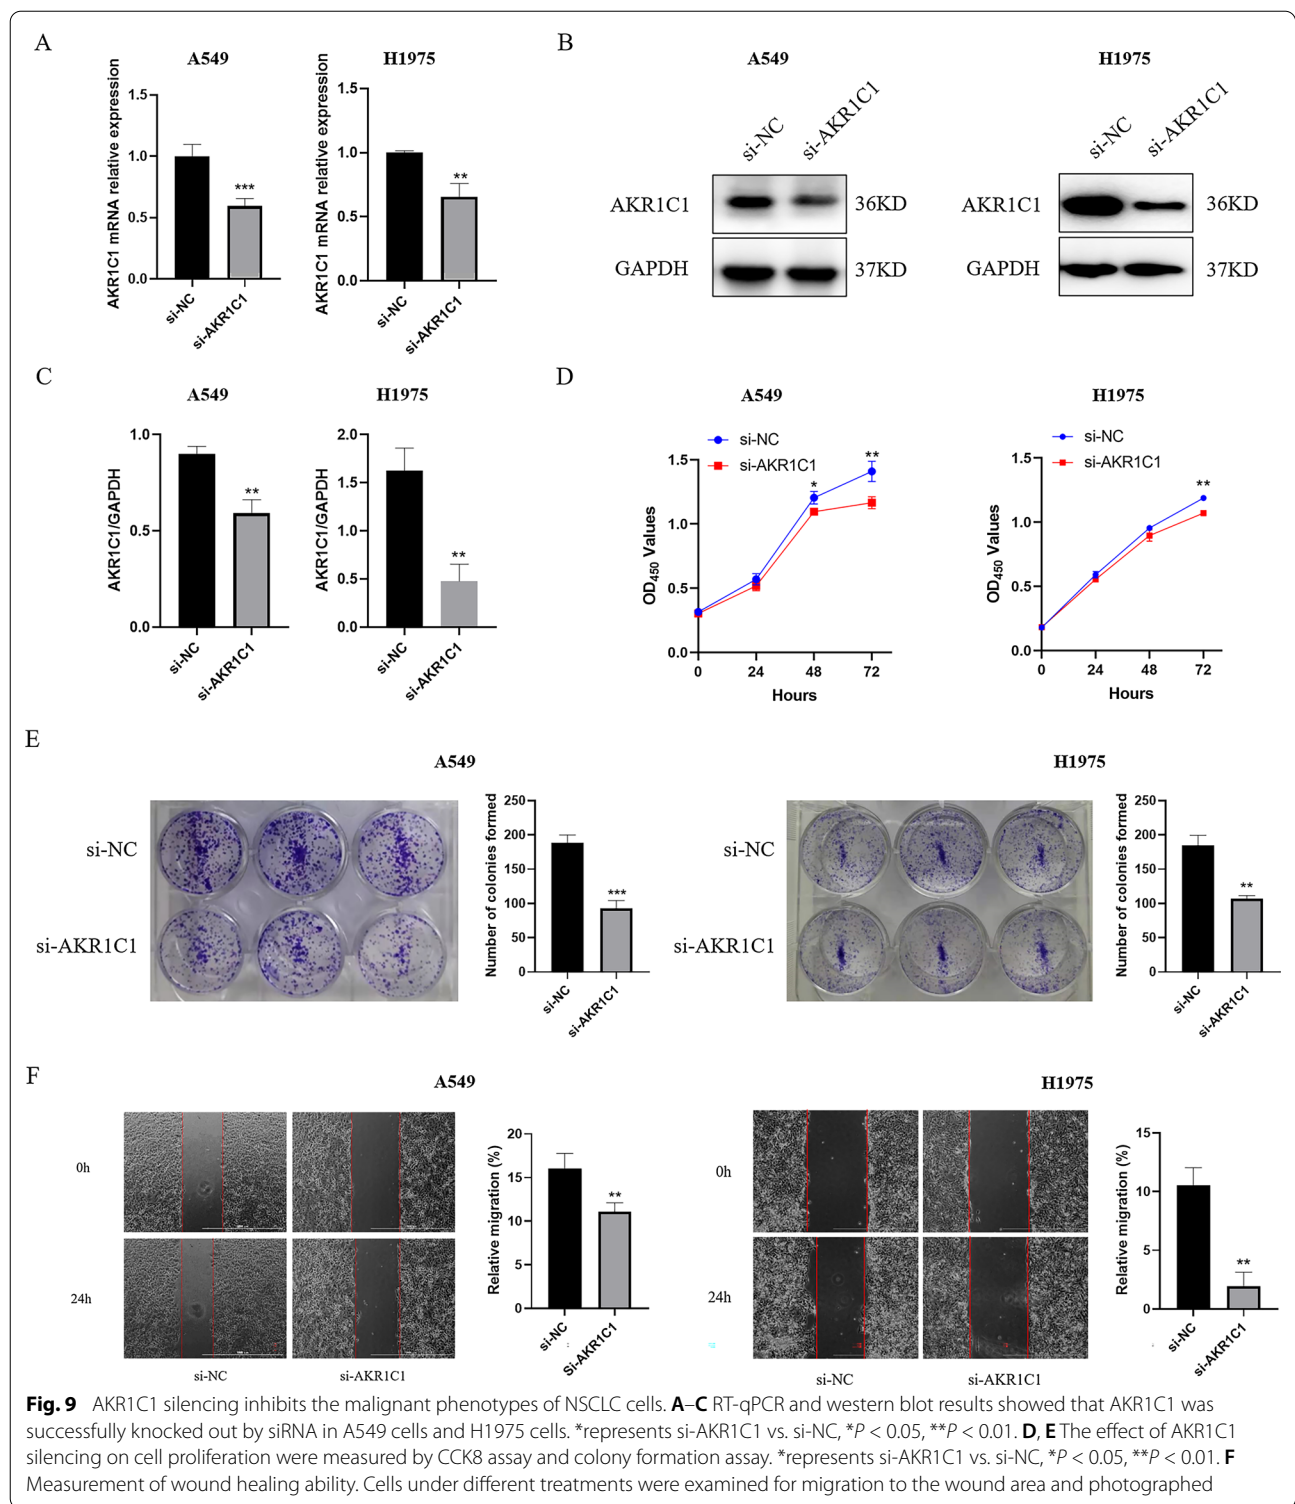 A
A549
AKR1C1 mRNA relative expression
1.5
1.0
0.5
0.0
***
si-NC
si-AKR1C1
H1975
AKR1C1 mRNA relative expression
1.5
1.0
0.5
0.0
**
si-NC
si-AKR1C1
B
A549
si-NC
si-AKR1C1
AKR1C1
36KD
GAPDH
37KD
H1975
si-NC
si-AKR1C1
AKR1C1
36KD
GAPDH
37KD
C
A549
AKR1C1/GAPDH
1.0
0.5
0.0
**
si-NC
si-AKR1C1
H1975
AKR1C1/GAPDH
2.0
1.5
1.0
0.5
0.0
**
si-NC
si-AKR1C1
D
A549
si-NC
si-AKR1C1
OD450 Values
1.5
1.0
0.5
0.0
*
**
0 24 48 72
Hours
H1975
si-NC
si-AKR1C1
OD450 Values
1.5
1.0
0.5
0.0
**
0 24 48 72
Hours
E
A549
si-NC
si-AKR1C1
Number of colonies formed
250
200
150
100
50
0
***
si-NC
si-AKR1C1
H1975
si-NC
si-AKR1C1
Number of colonies formed
250
200
150
100
50
0
**
si-NC
si-AKR1C1
F
A549
0h
24h
si-NC
si-AKR1C1
Relative migration (%)
20
15
10
5
0
**
si-NC
Si-AKR1C1
H1975
0h
24h
si-NC
si-AKR1C1
Relative migration (%)
15
10
5
0
**
si-NC
si-AKR1C1
Fig. 9 AKR1C1 silencing inhibits the malignant phenotypes of NSCLC cells. A–C RT-qPCR and western blot results showed that AKR1C1 was
successfully knocked out by siRNA in A549 cells and H1975 cells. *represents si-AKR1C1 vs. si-NC, *P < 0.05, **P < 0.01. D, E The effect of AKR1C1
silencing on cell proliferation were measured by CCK8 assay and colony formation assay. *represents si-AKR1C1 vs. si-NC, *P < 0.05, **P < 0.01. F
Measurement of wound healing ability. Cells under different treatments were examined for migration to the wound area and photographed